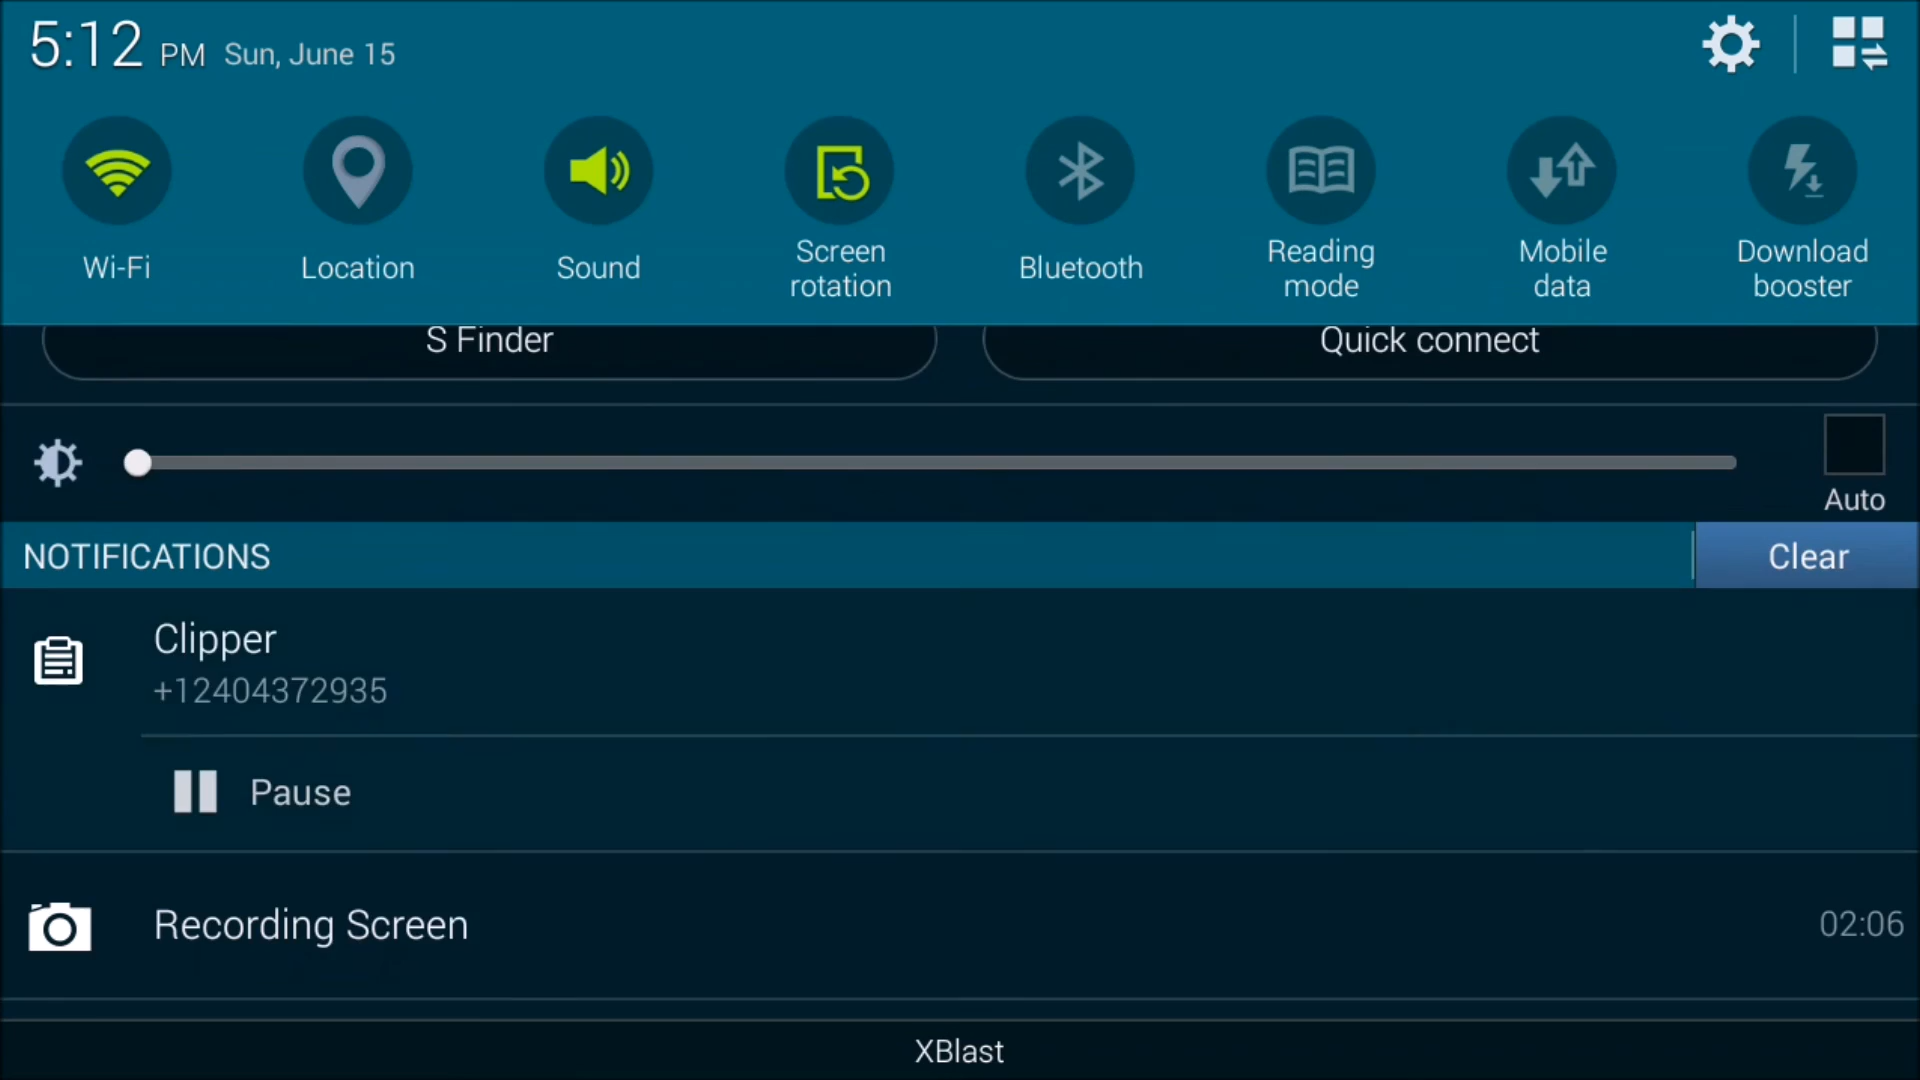 5:12 PM Sun, June 15
Wi-Fi
Location
Sound
Screen
rotation
Bluetooth
Reading
mode
Mobile
data
Download
booster
S Finder
Quick connect
Auto
NOTIFICATIONS
Clear
Clipper
+12404372935
Pause
Recording Screen
02:06
XBlast